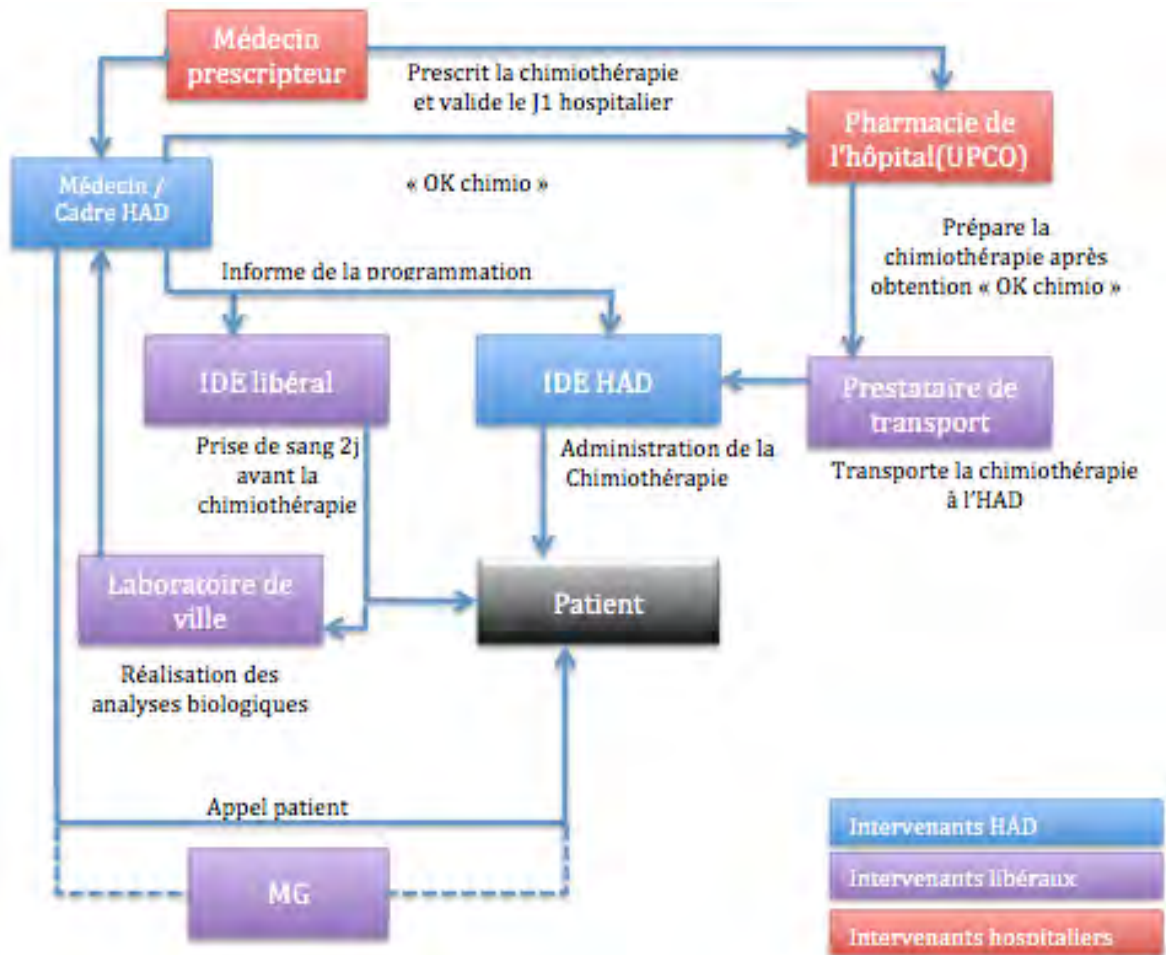 Médecin
prescripteur
Prescrit la chimiothérapie
et valide le J1 hospitalier
Pharmacie de
l'hôpital(UPCO)
Médecin /
Cadre HAD
« OK chimio »
Prépare la
chimiothérapie après
obtention « OK chimio »
Informe de la programmation
IDE libéral
IDE HAD
Prestataire de
transport
Prise de sang 2j
avant la
chimiothérapie
Administration de la
Chimiothérapie
Transporte la chimiothérapie
à l'HAD
Laboratoire de
ville
Patient
Réalisation des
analyses biologiques
Appel patient
MG
Intervenants HAD
Intervenants libéraux
Intervenants hospitaliers